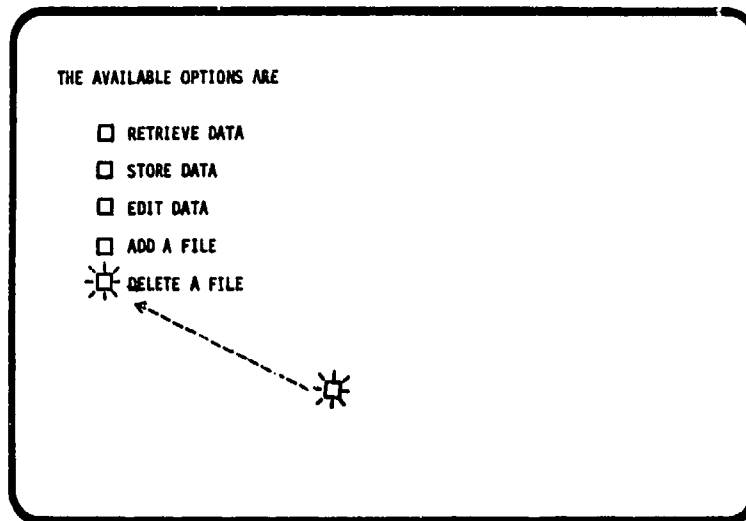 THE AVAILABLE OPTIONS ARE
RETRIEVE DATA
STORE DATA
EDIT DATA
ADD A FILE
DELETE A FILE